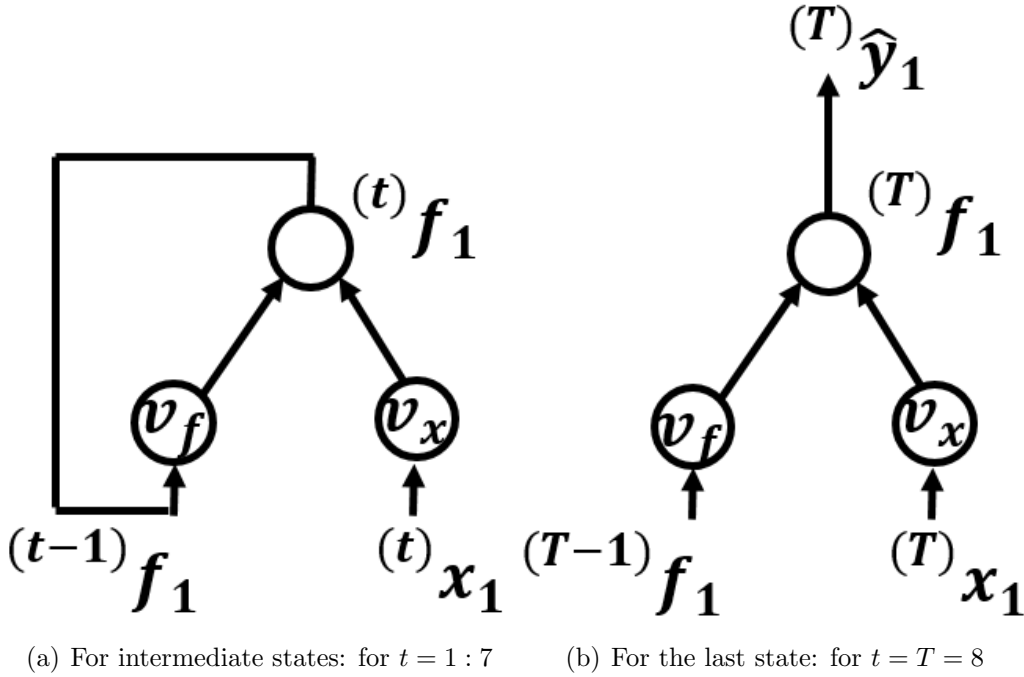 (T) ŷ1
(t) f1
(T) f1
vf
vx
vf
vx
(t−1) f1
(t) x1
(T−1) f1
(T) x1
(a) For intermediate states: for t = 1 : 7
(b) For the last state: for t = T = 8